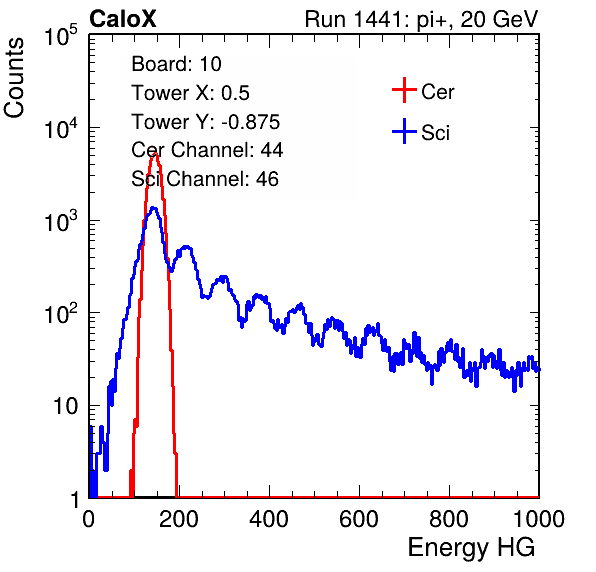 CaloX Run 1441: pi+, 20 GeV
Counts
10^5
10^4
10^3
10^2
10
1
Board: 10
Tower X: 0.5
Tower Y: -0.875
Cer Channel: 44
Sci Channel: 46
Cer
Sci
0 200 400 600 800 1000
Energy HG